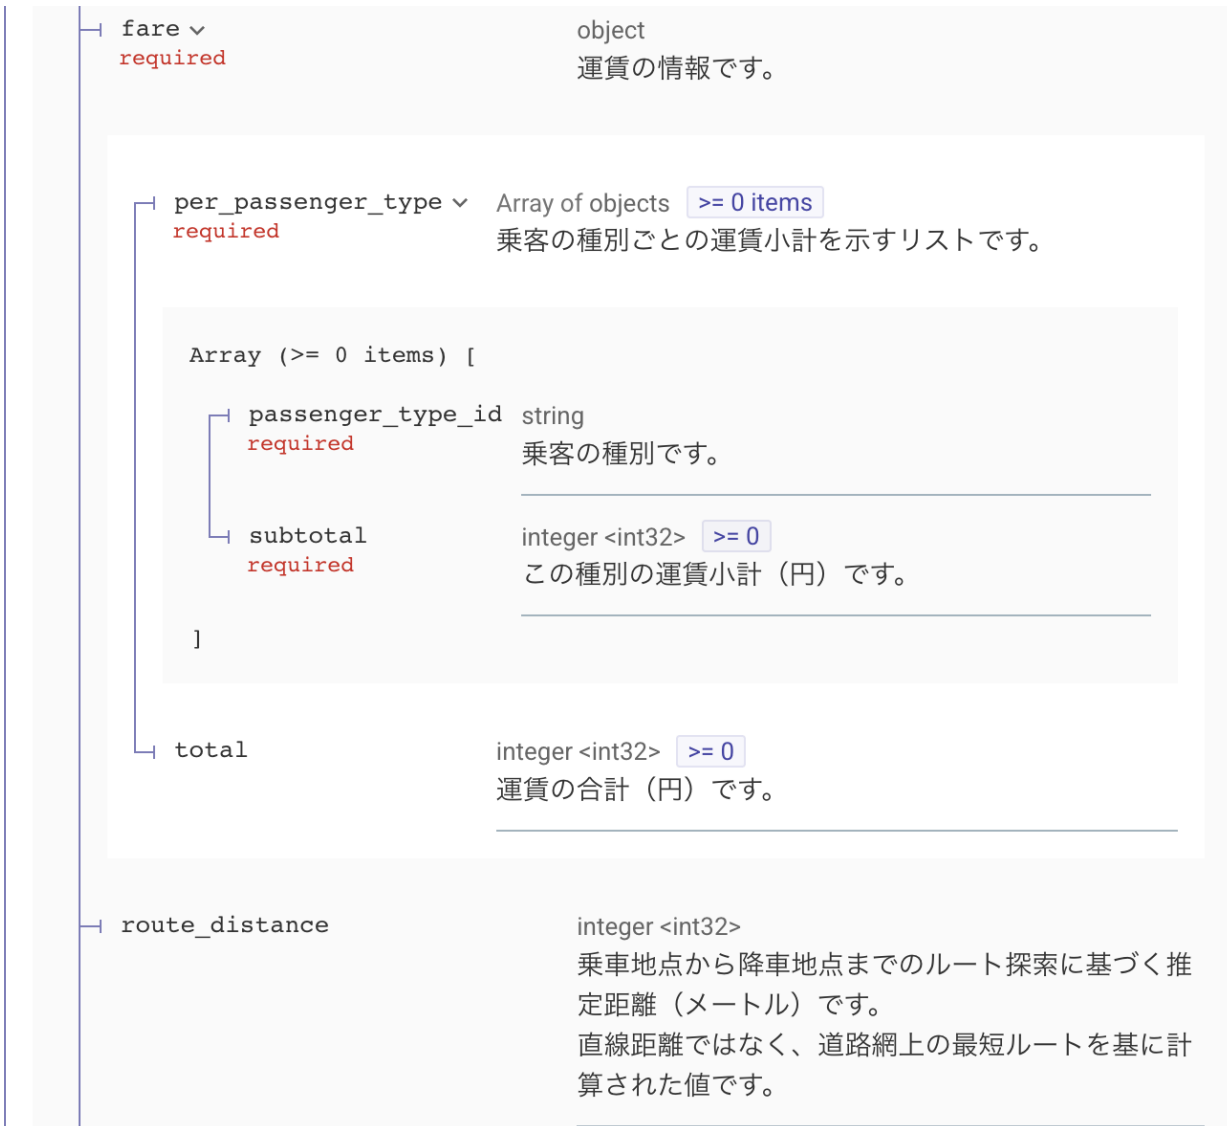 fare
object
required
運賃の情報です。
per_passenger_type
Array of objects >= 0 items
required
乗客の種別ごとの運賃小計を示すリストです。
Array (>= 0 items) [
passenger_type_id
string
required
乗客の種別です。
subtotal
integer <int32> >= 0
required
この種別の運賃小計（円）です。
]
total
integer <int32> >= 0
運賃の合計（円）です。
route_distance
integer <int32>
乗車地点から降車地点までのルート探索に基づく推
定距離（メートル）です。
直線距離ではなく、道路網上の最短ルートを基に計
算された値です。